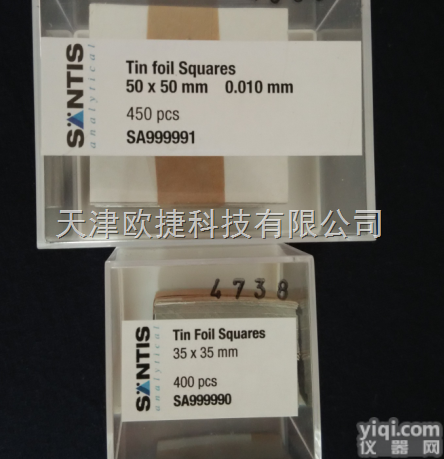 SÄNTIS
analytical
Tin foil Squares
50 x 50 mm 0.010 mm
450 pcs
SA999991
天津欧捷科技有限公司
4738
SÄNTIS
analytical
Tin Foil Squares
35 x 35 mm
400 pcs
SA999990
yiqi.com
仪器网